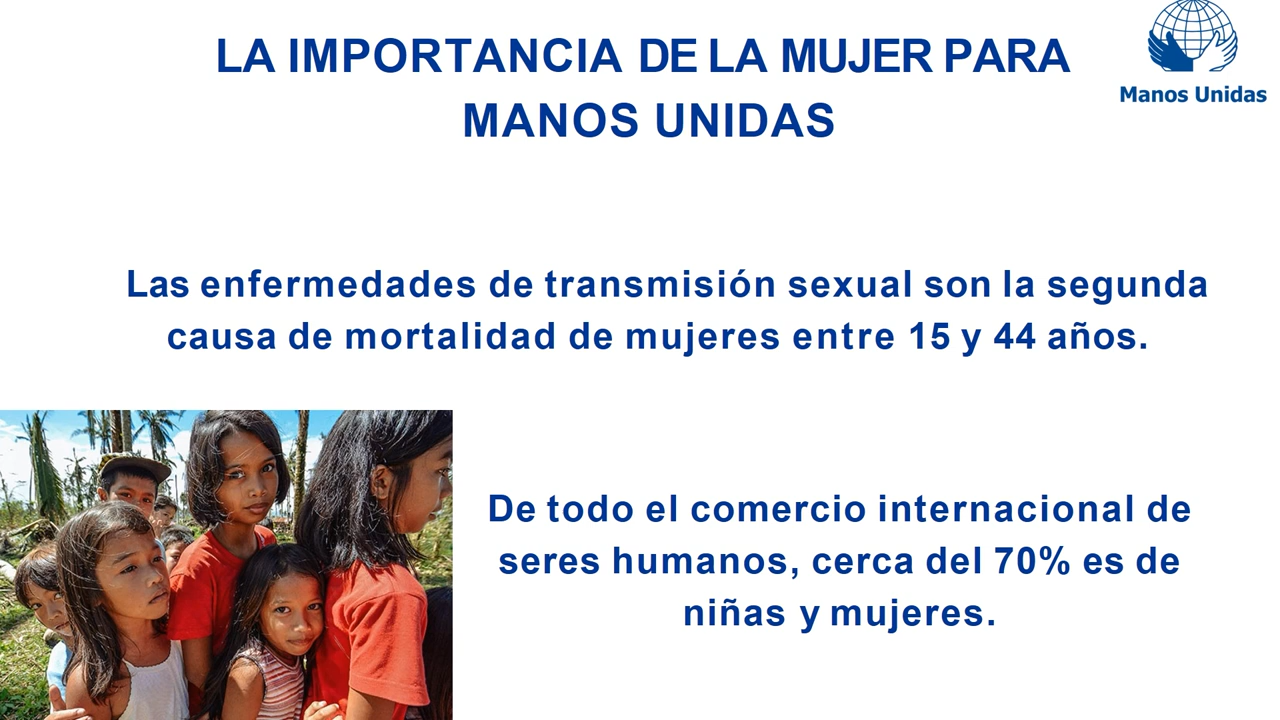 LA IMPORTANCIA DE LA MUJER PARA
MANOS UNIDAS
Manos Unidas
Las enfermedades de transmisión sexual son la segunda
causa de mortalidad de mujeres entre 15 y 44 años.
De todo el comercio internacional de
seres humanos, cerca del 70% es de
niñas y mujeres.